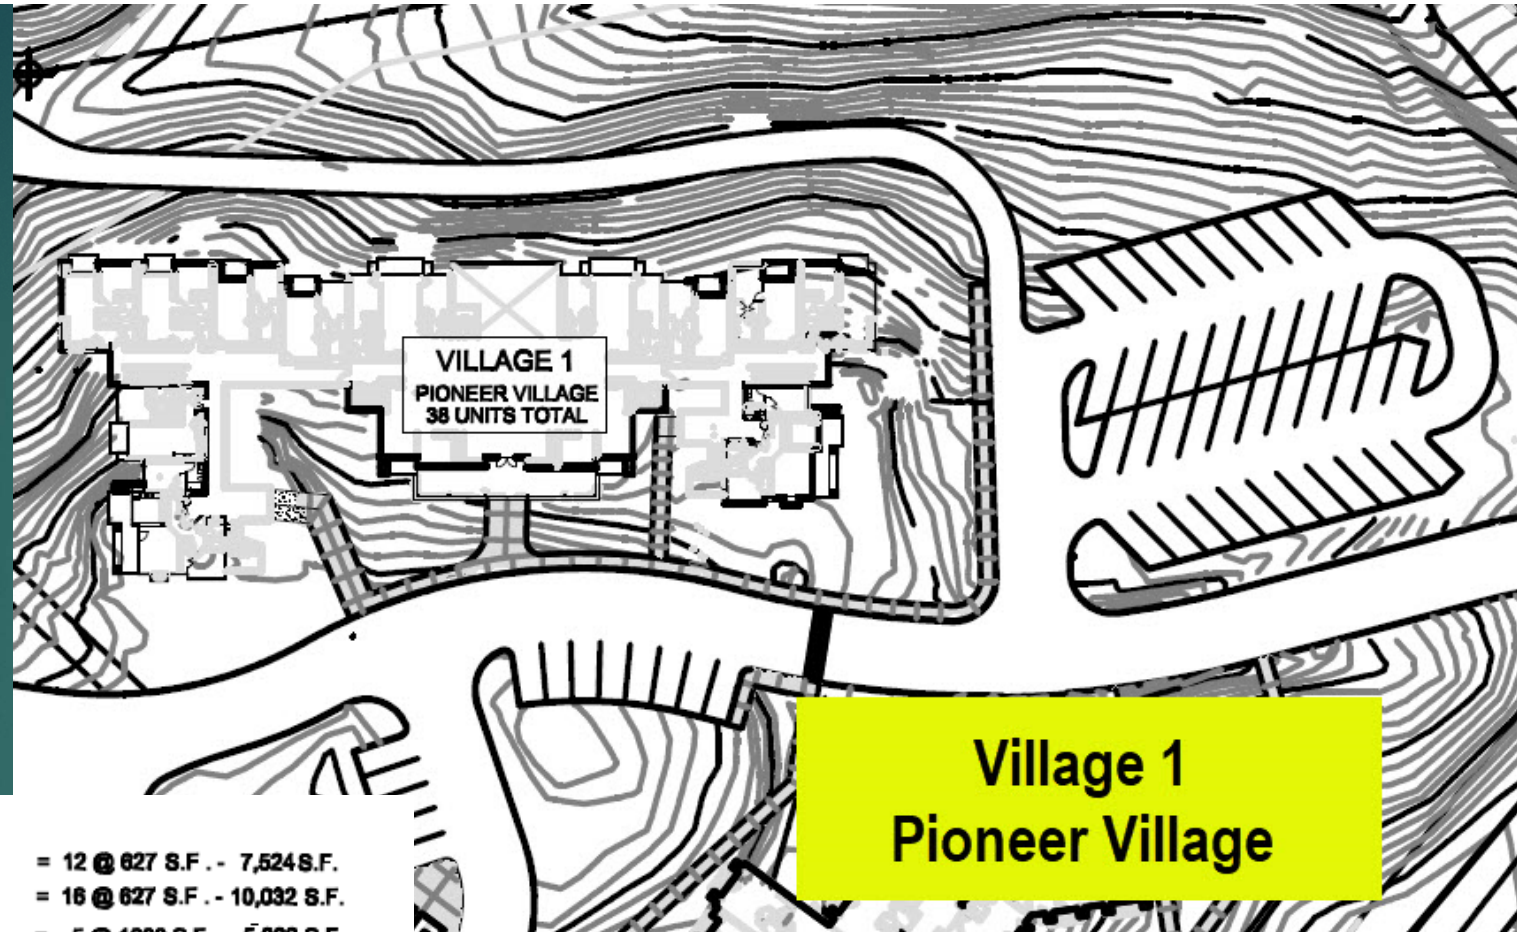 VILLAGE 1
PIONEER VILLAGE
38 UNITS TOTAL
Village 1
Pioneer Village
= 12 @ 627 S.F. - 7,524 S.F.
= 16 @ 627 S.F. - 10,032 S.F.